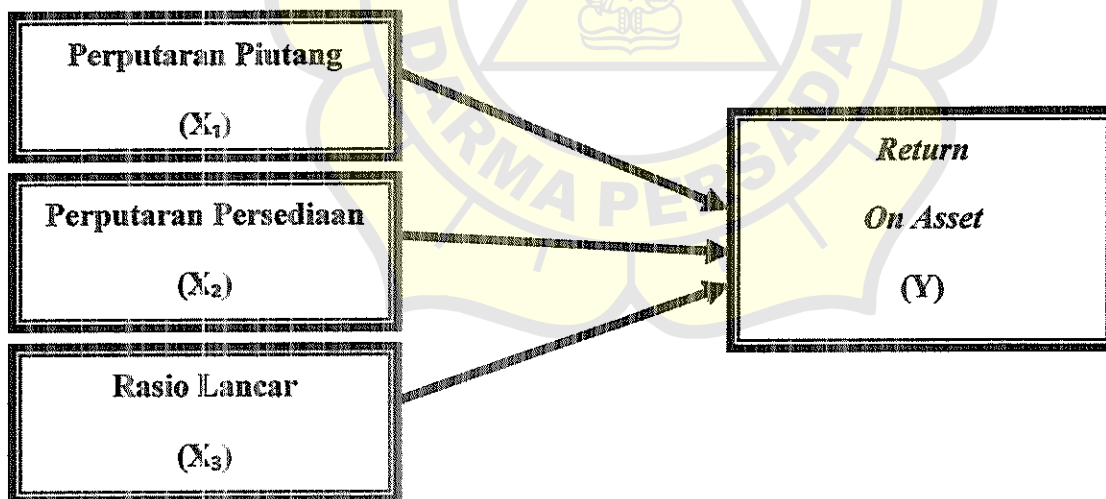 Perputaran Piutang
(X₁)
Perputaran Persediaan
(X₂)
Rasio Lancar
(X₃)
Return
On Asset
(Y)
DARMA PERSADA